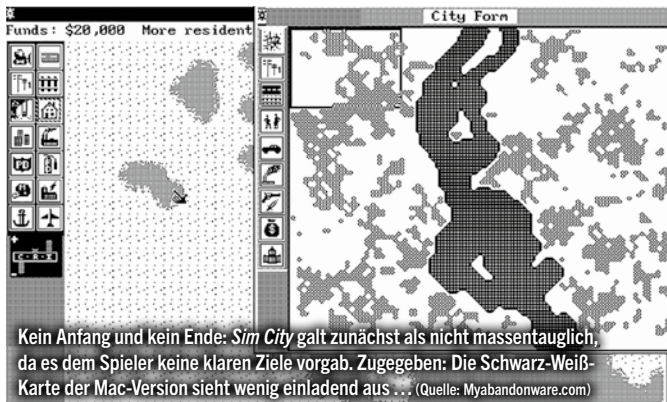 Funds: $20,000 More resident
City Form
C R I
Kein Anfang und kein Ende: Sim City galt zunächst als nicht massentauglich,
da es dem Spieler keine klaren Ziele vorgab. Zugegeben: Die Schwarz-Weiß-
Karte der Mac-Version sieht wenig einladend aus ... (Quelle: Myabandonware.com)